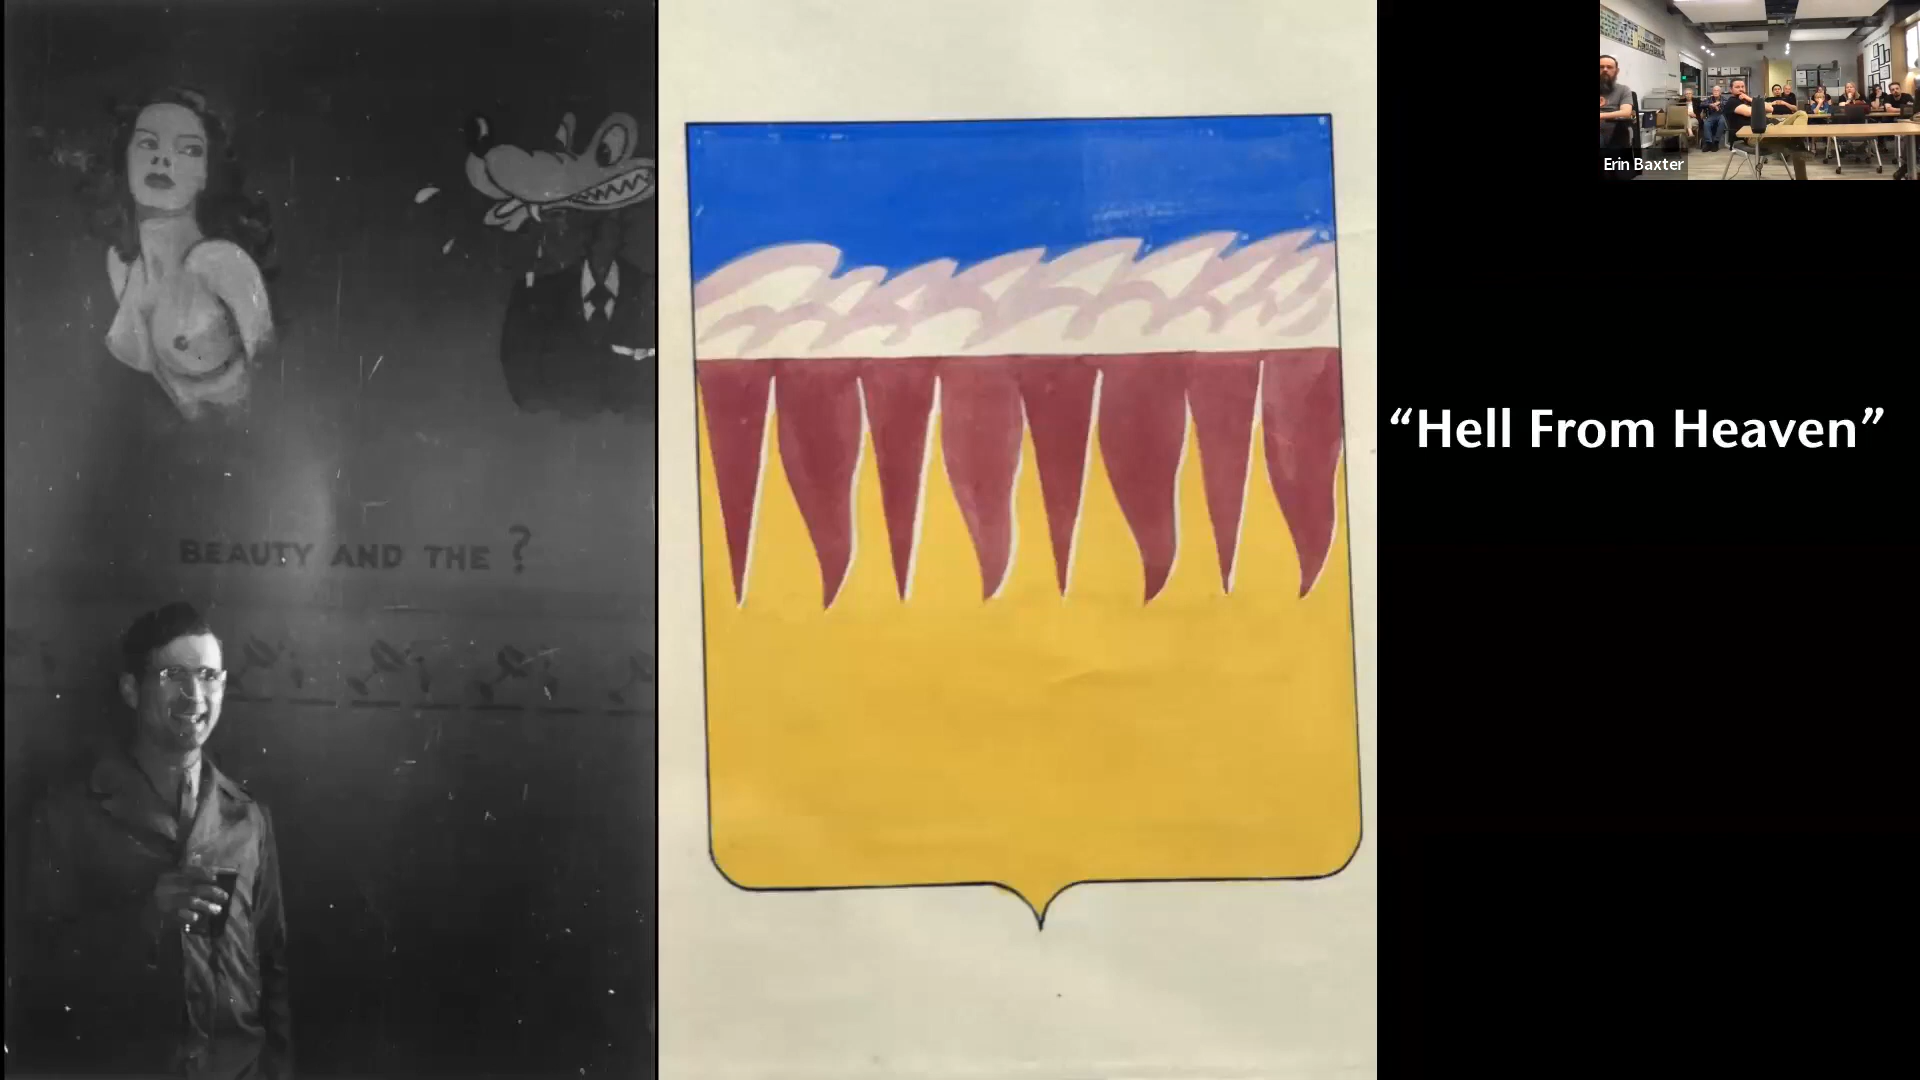 BEAUTY AND THE ?
“Hell From Heaven”
Erin Baxter